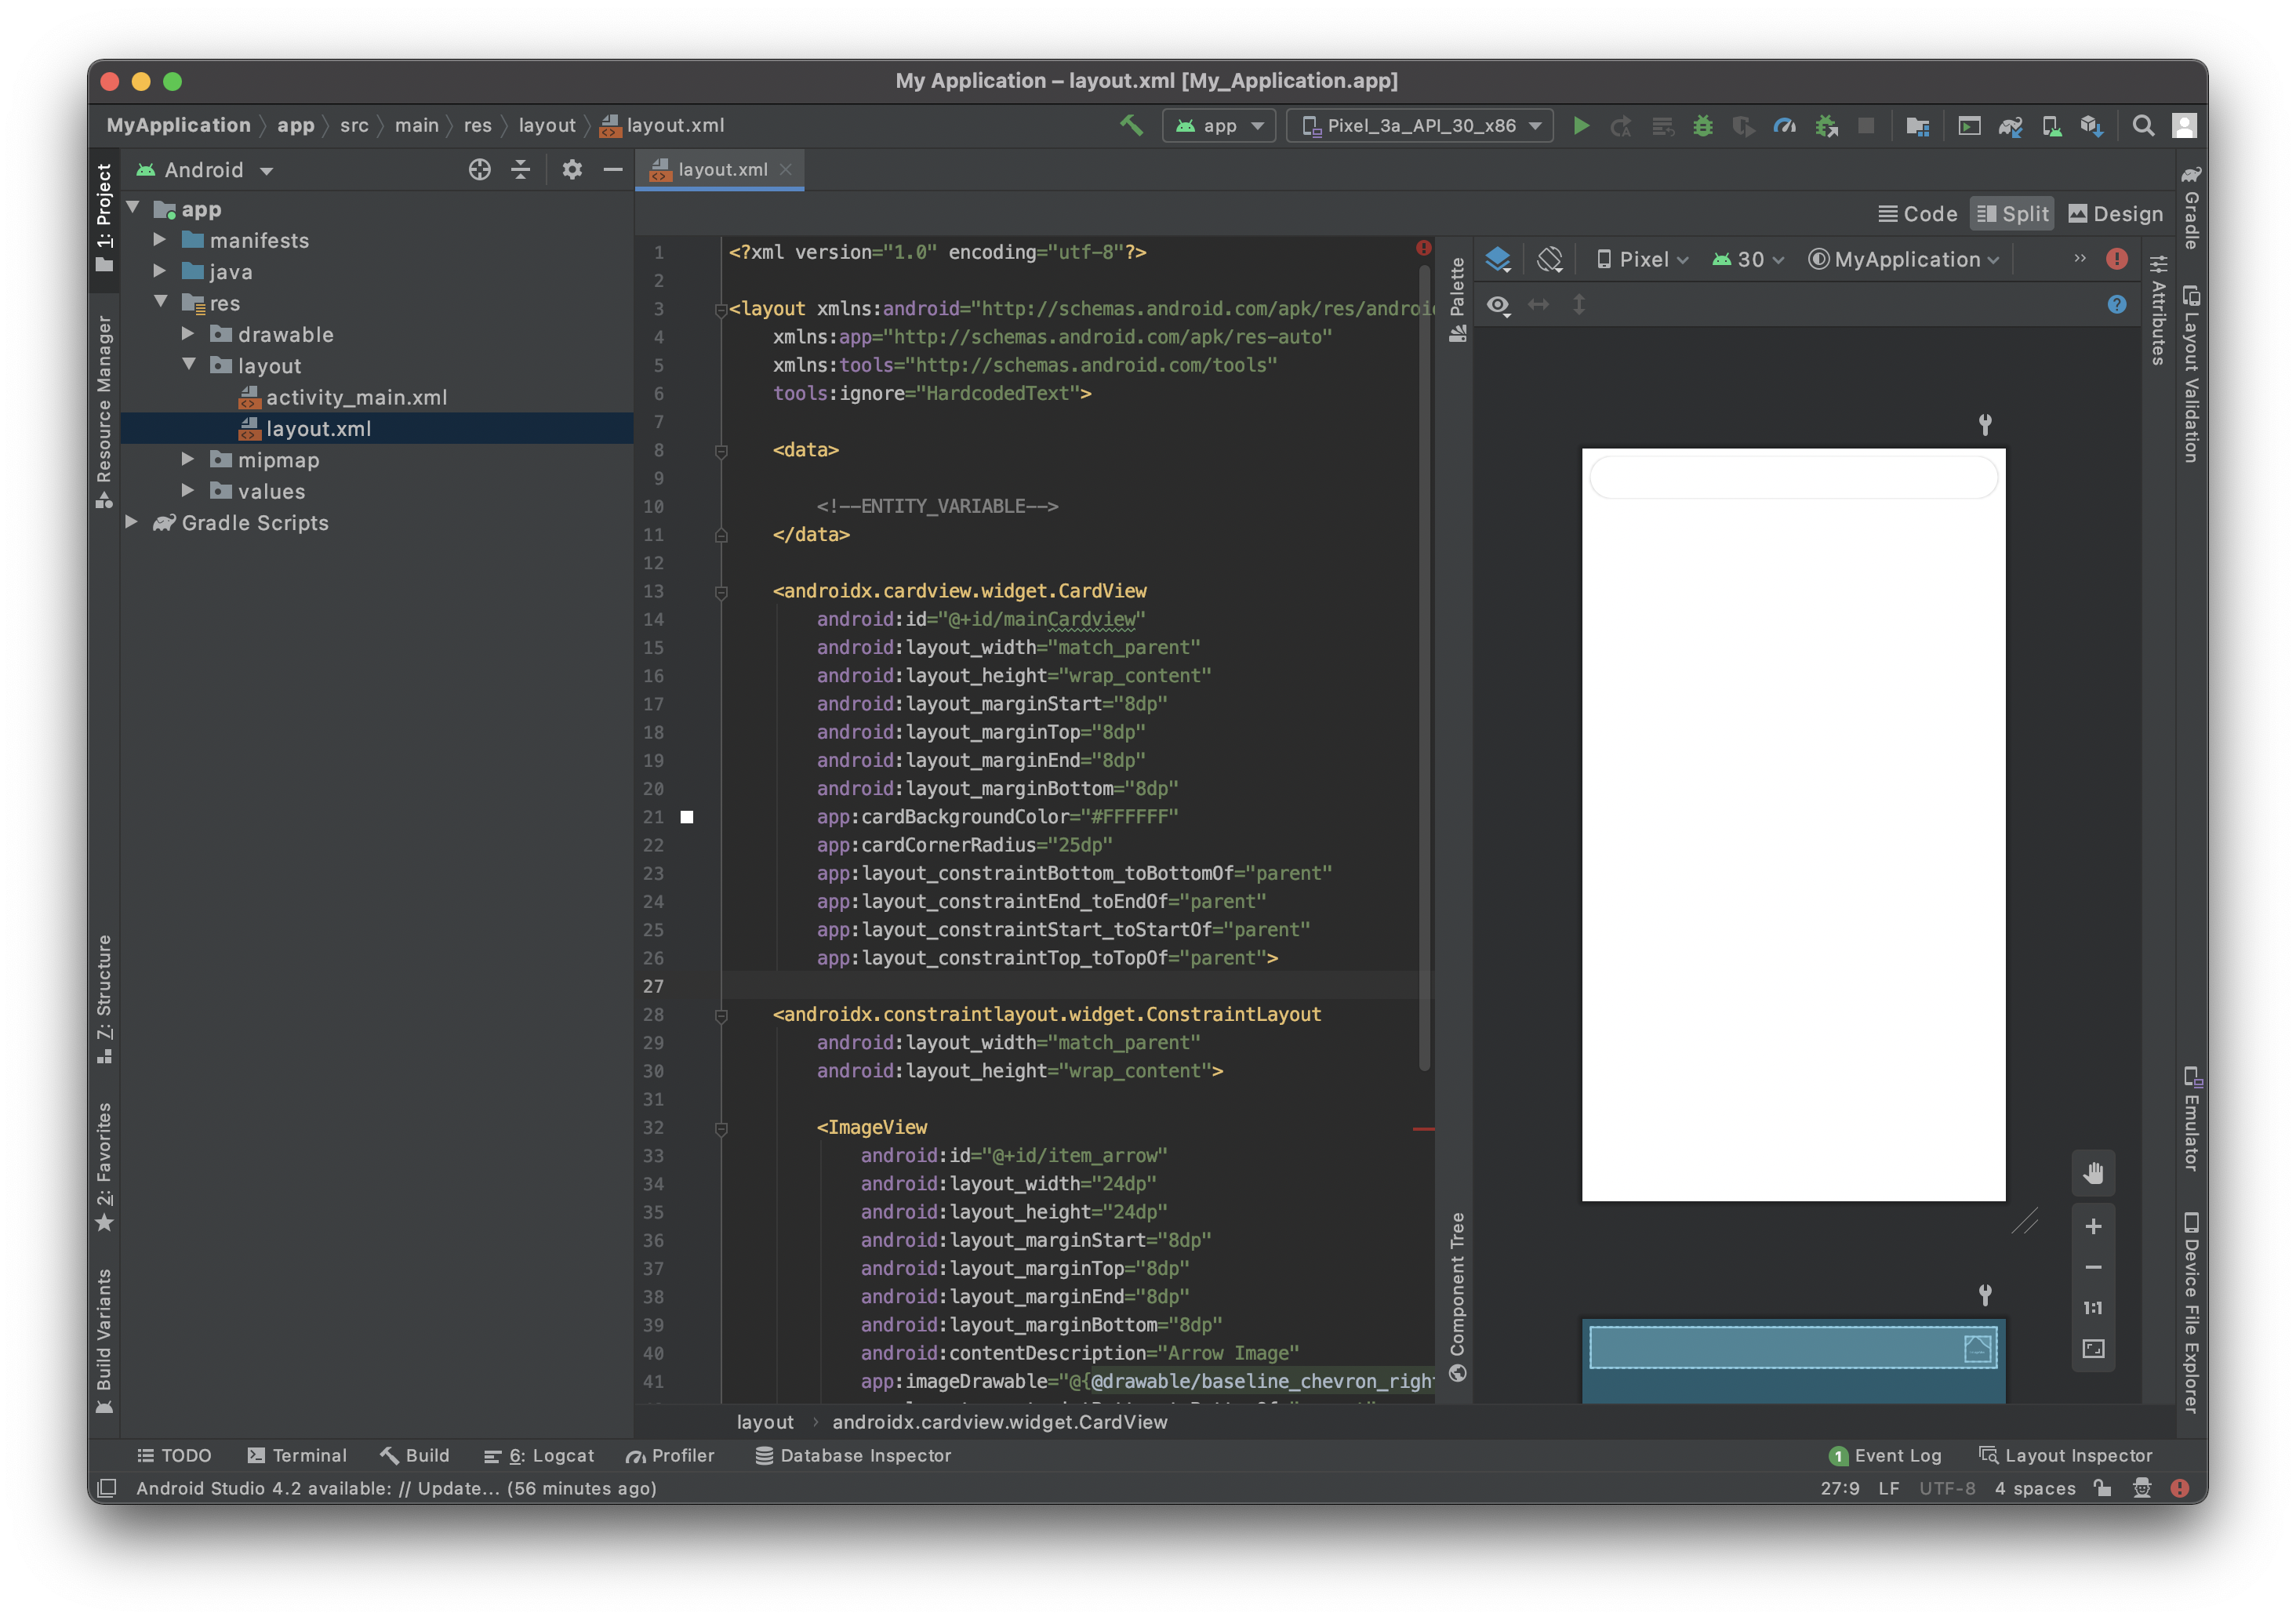 My Application – layout.xml [My_Application.app]
MyApplication app src main res layout layout.xml
app Pixel_3a_API_30_x86
1: Project
Resource Manager
7: Structure
2: Favorites
Build Variants
Android
app
manifests
java
res
drawable
layout
activity_main.xml
layout.xml
mipmap
values
Gradle Scripts
layout.xml
Code Split Design
1 <?xml version="1.0" encoding="utf-8"?>
2
3 <layout xmlns:android="http://schemas.android.com/apk/res/androi
4 xmlns:app="http://schemas.android.com/apk/res-auto"
5 xmlns:tools="http://schemas.android.com/tools"
6 tools:ignore="HardcodedText">
7
8 <data>
9
10 <!--ENTITY_VARIABLE-->
11 </data>
12
13 <androidx.cardview.widget.CardView
14 android:id="@+id/mainCardview"
15 android:layout_width="match_parent"
16 android:layout_height="wrap_content"
17 android:layout_marginStart="8dp"
18 android:layout_marginTop="8dp"
19 android:layout_marginEnd="8dp"
20 android:layout_marginBottom="8dp"
21 app:cardBackgroundColor="#FFFFFF"
22 app:cardCornerRadius="25dp"
23 app:layout_constraintBottom_toBottomOf="parent"
24 app:layout_constraintEnd_toEndOf="parent"
25 app:layout_constraintStart_toStartOf="parent"
26 app:layout_constraintTop_toTopOf="parent">
27
28 <androidx.constraintlayout.widget.ConstraintLayout
29 android:layout_width="match_parent"
30 android:layout_height="wrap_content">
31
32 <ImageView
33 android:id="@+id/item_arrow"
34 android:layout_width="24dp"
35 android:layout_height="24dp"
36 android:layout_marginStart="8dp"
37 android:layout_marginTop="8dp"
38 android:layout_marginEnd="8dp"
39 android:layout_marginBottom="8dp"
40 android:contentDescription="Arrow Image"
41 app:imageDrawable="@{@drawable/baseline_chevron_righ
layout androidx.cardview.widget.CardView
Palette
Component Tree
Pixel 30 MyApplication
1:1
Attributes
Gradle
Layout Validation
Emulator
Device File Explorer
TODO Terminal Build 6: Logcat Profiler Database Inspector
1 Event Log Layout Inspector
Android Studio 4.2 available: // Update... (56 minutes ago)
27:9 LF UTF-8 4 spaces